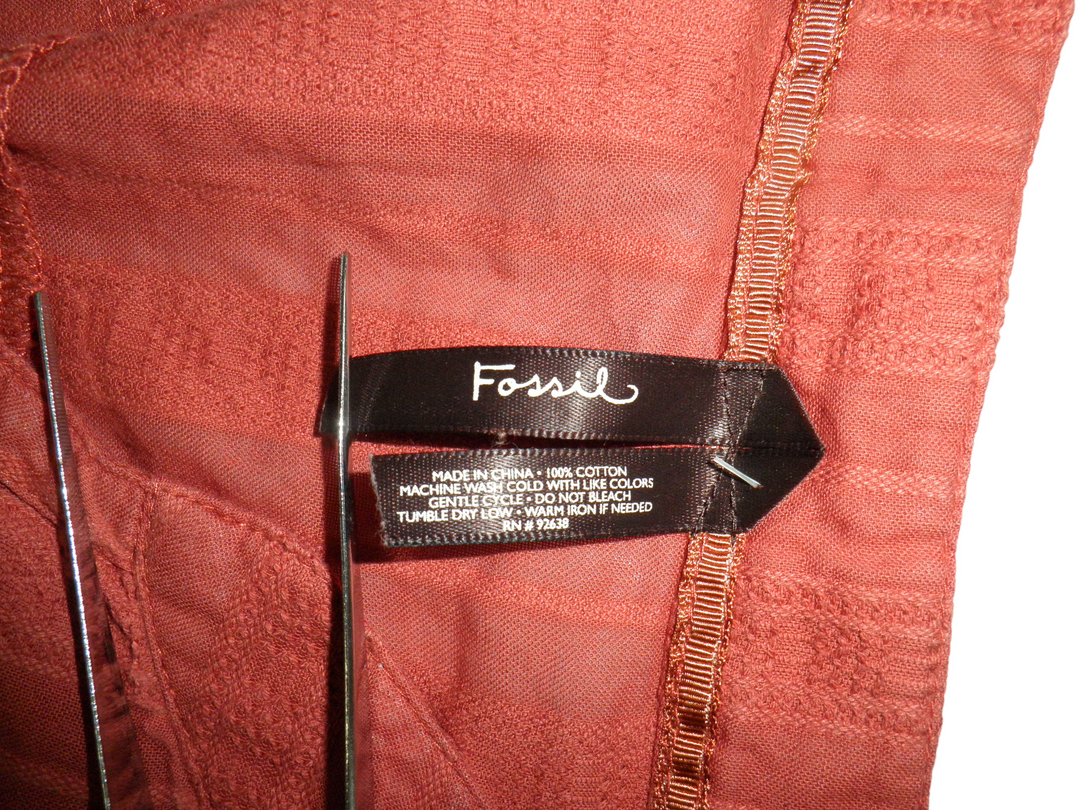 Fossil
MADE IN CHINA • 100% COTTON
MACHINE WASH COLD WITH LIKE COLORS
GENTLE CYCLE • DO NOT BLEACH
TUMBLE DRY LOW • WARM IRON IF NEEDED
RN # 92638